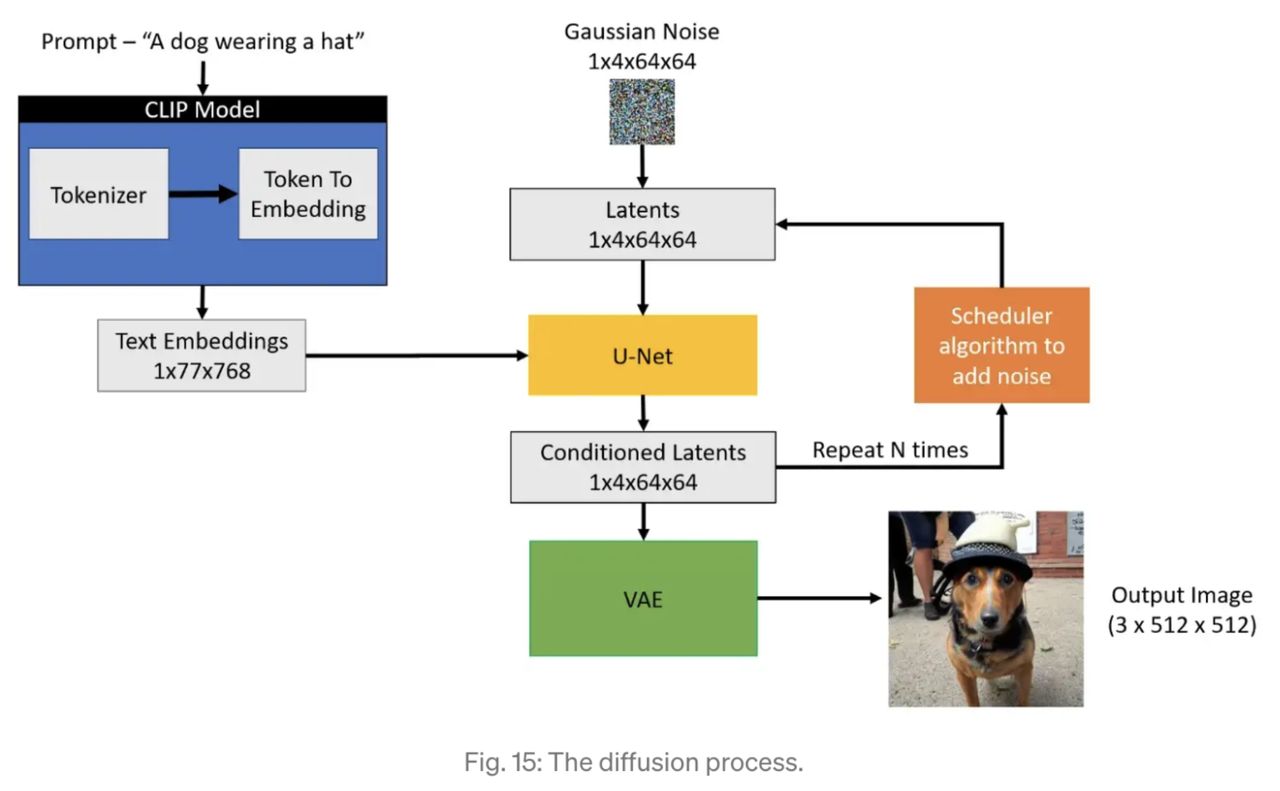 Prompt – “A dog wearing a hat”
CLIP Model
Tokenizer
Token To
Embedding
Text Embeddings
1x77x768
Gaussian Noise
1x4x64x64
Latents
1x4x64x64
U-Net
Conditioned Latents
1x4x64x64
Repeat N times
Scheduler
algorithm to
add noise
VAE
Output Image
(3 x 512 x 512)
Fig. 15: The diffusion process.